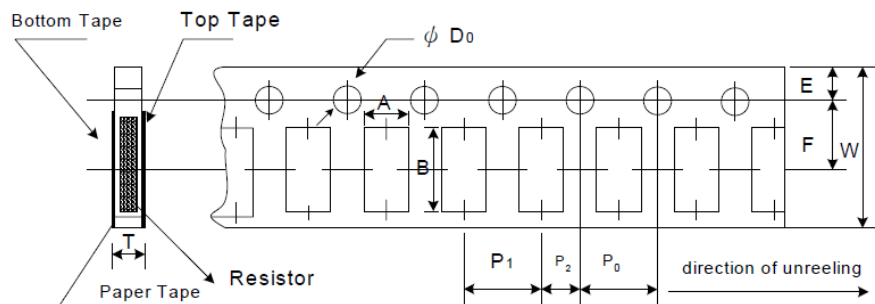 Bottom Tape
Top Tape
ψ D0
E
A
F
W
B
T
P1
P2
P0
Resistor
direction of unreeling
Paper Tape